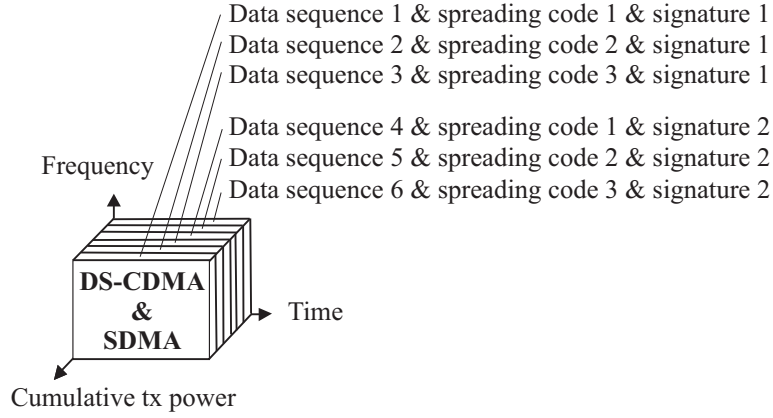 Data sequence 1 & spreading code 1 & signature 1
Data sequence 2 & spreading code 2 & signature 1
Data sequence 3 & spreading code 3 & signature 1
Data sequence 4 & spreading code 1 & signature 2
Data sequence 5 & spreading code 2 & signature 2
Data sequence 6 & spreading code 3 & signature 2
Frequency
DS-CDMA
&
SDMA
Time
Cumulative tx power